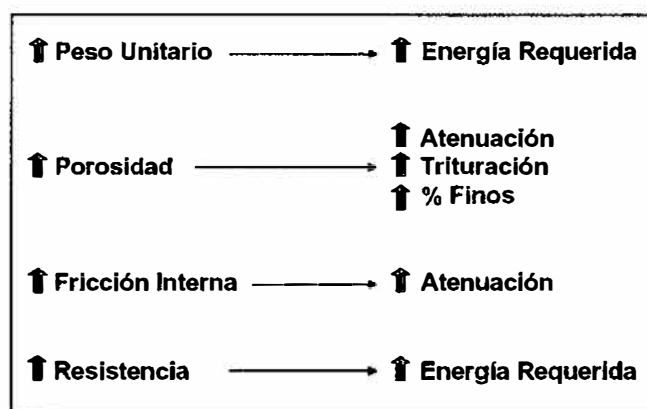 Peso Unitario → Energía Requerida
Atenuación
Porosidad → Trituración
% Finos
Fricción Interna → Atenuación
Resistencia → Energía Requerida